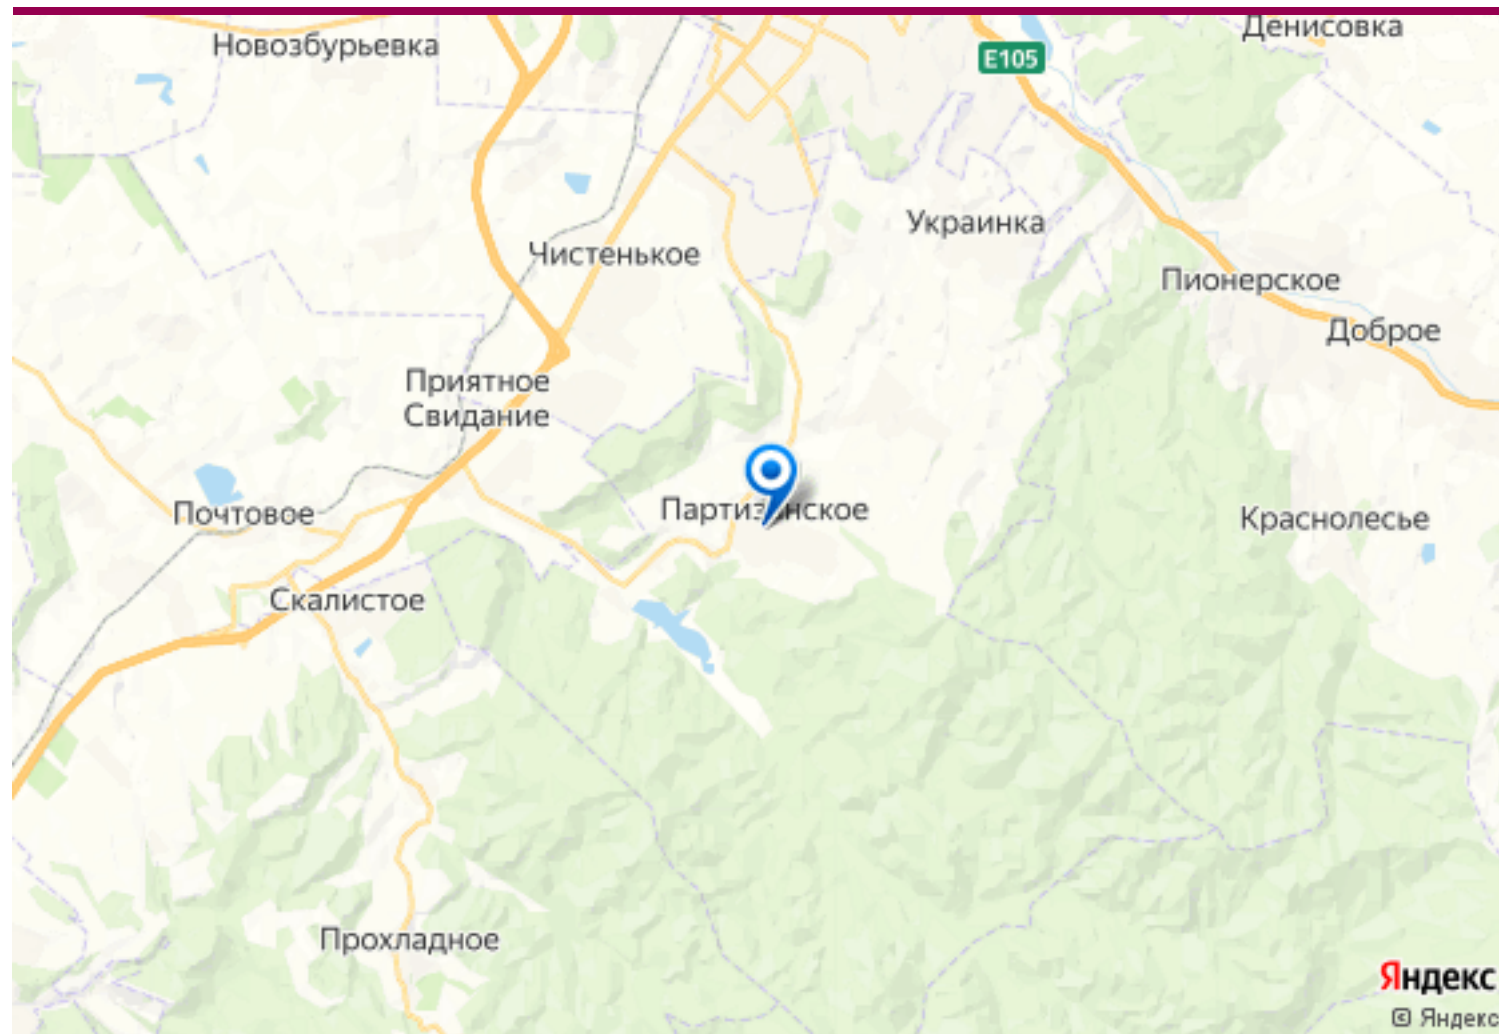 Денисовка
Новозбурьевка
E105
Украинка
Чистенькое
Пионерское
Доброе
Приятное
Свидание
Партизанское
Почтовое
Краснолесье
Скалистое
Прохладное
Яндекс
© Яндекс